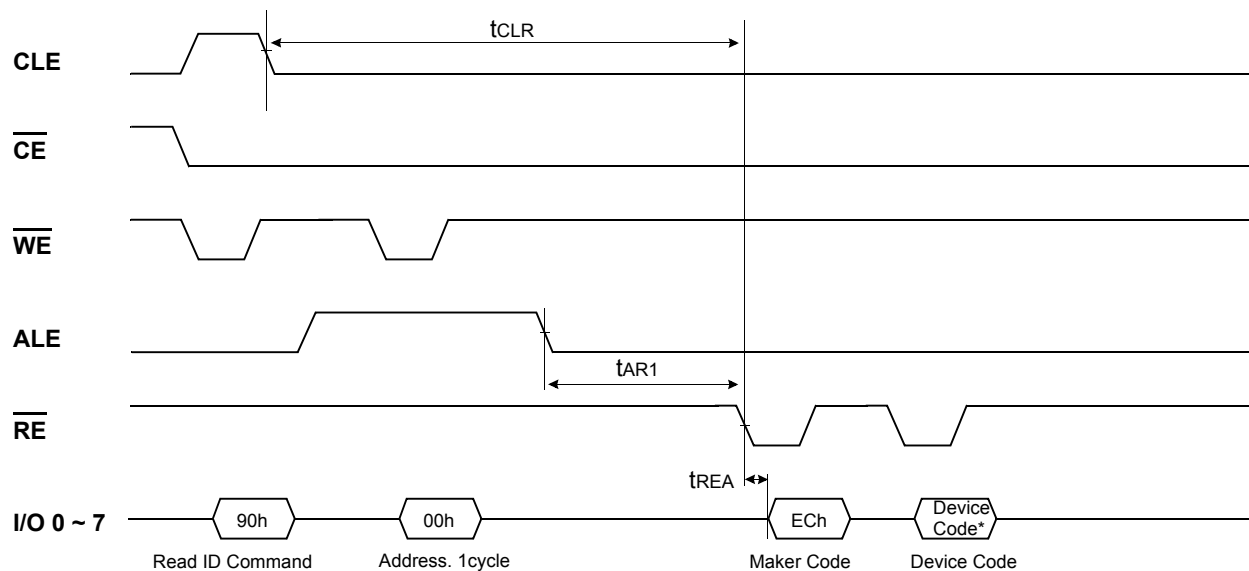 tCLR
CLE
CE
WE
ALE
tAR1
RE
tREA
I/O 0 ~ 7
90h
00h
ECh
Device
Code*
Read ID Command
Address. 1cycle
Maker Code
Device Code